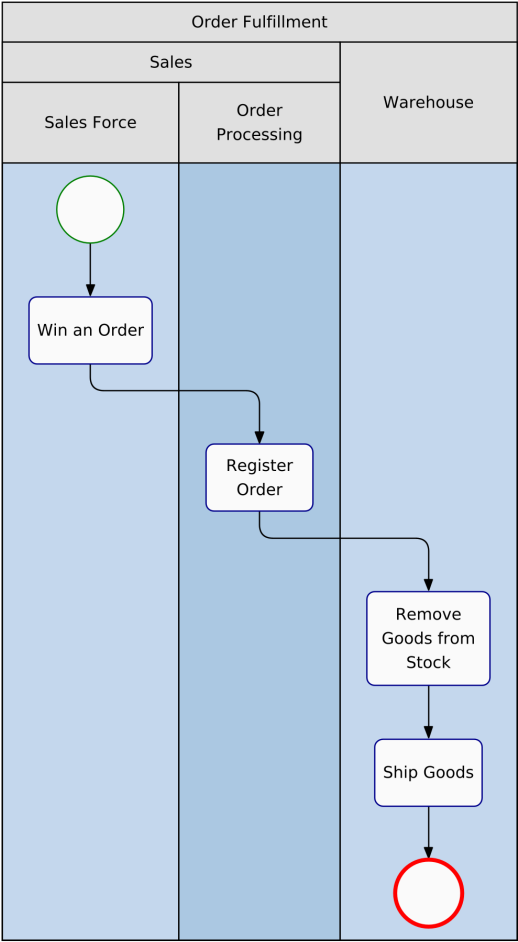 Order Fulfillment
Sales
Warehouse
Sales Force
Order
Processing
Win an Order
Register
Order
Remove
Goods from
Stock
Ship Goods